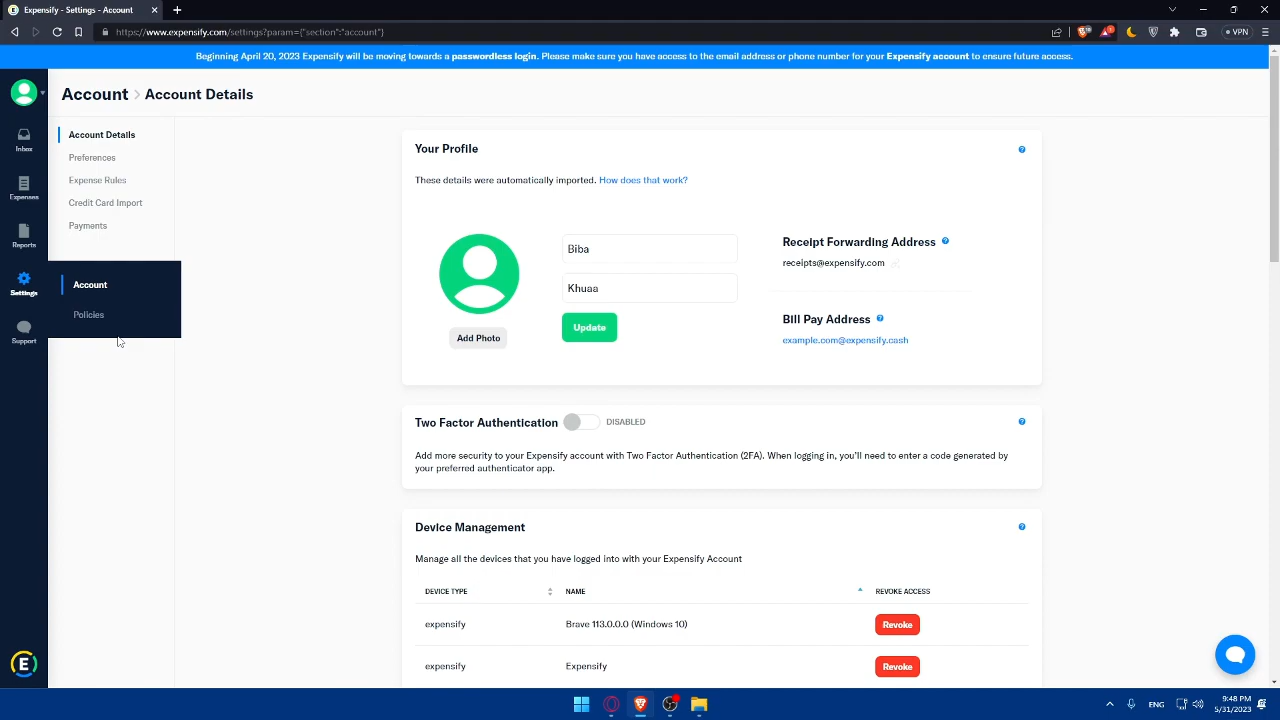 Expensify - Settings - Account
https://www.expensify.com/settings?param={"section":"account"}
VPN
Beginning April 20, 2023 Expensify will be moving towards a passwordless login. Please make sure you have access to the email address or phone number for your Expensify account to ensure future access.
Account > Account Details
Inbox
Expenses
Reports
Settings
Support
Account Details
Preferences
Expense Rules
Credit Card Import
Payments
Account
Policies
Your Profile
These details were automatically imported. How does that work?
Add Photo
Biba
Khuaa
Update
Receipt Forwarding Address
receipts@expensify.com
Bill Pay Address
example.com@expensify.cash
Two Factor Authentication DISABLED
Add more security to your Expensify account with Two Factor Authentication (2FA). When logging in, you'll need to enter a code generated by
your preferred authenticator app.
Device Management
Manage all the devices that you have logged into with your Expensify Account
DEVICE TYPE NAME REVOKE ACCESS
expensify Brave 113.0.0.0 (Windows 10) Revoke
expensify Expensify Revoke
ENG
9:48 PM
5/31/2023